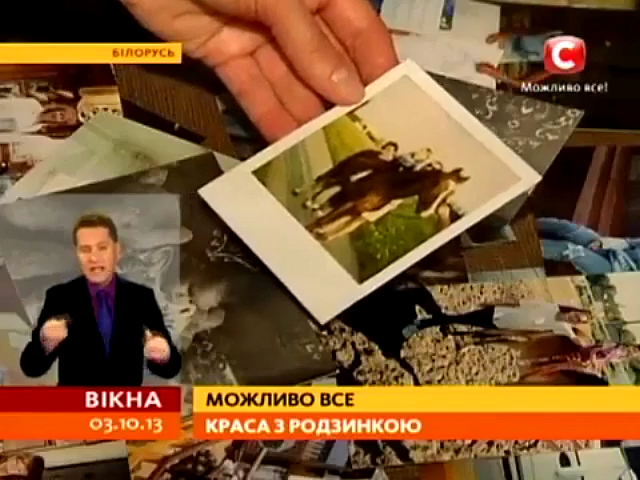 БІЛОРУСЬ
С
Можливо все!
ВІКНА
МОЖЛИВО ВСЕ
03.10.13
КРАСА З РОДЗИНКОЮ